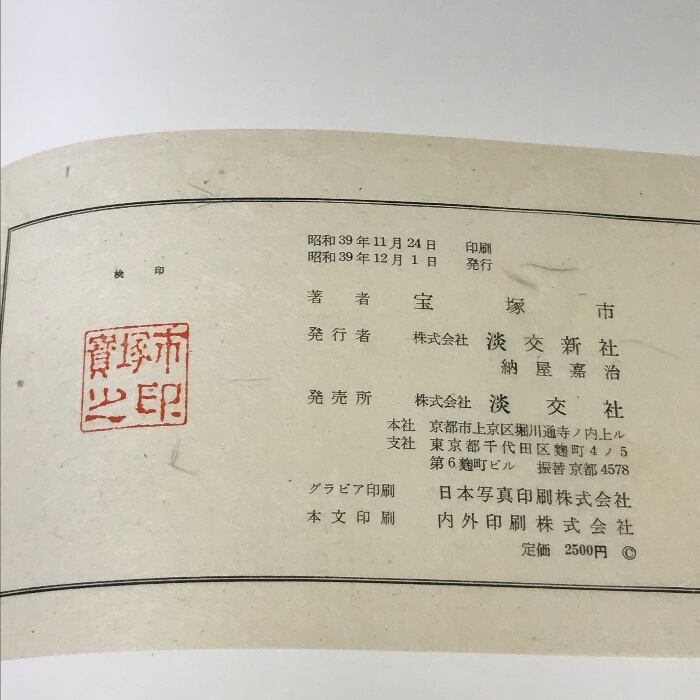 昭和39年11月24日 印刷
昭和39年12月1日 発行
著者 宝塚市
発行者 株式会社 淡交新社
納屋嘉治
発売所 株式会社 淡交社
本社 京都市上京区堀川通寺ノ内上ル
支社 東京都千代田区麹町4ノ5
第6麹町ビル 振替京都4578
グラビア印刷 日本写真印刷株式会社
本文印刷 内外印刷株式会社
定価 2500円 ©
検印
寶塚市
之印